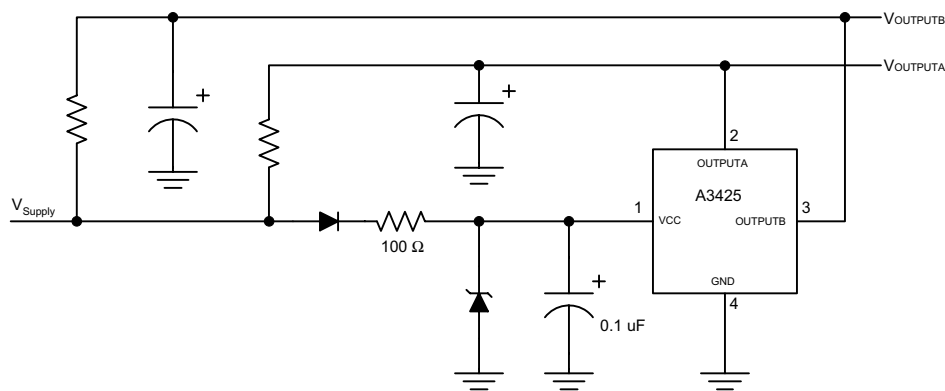 VOUTPUTB
VOUTPUTA
+
+
2
OUTPUTA
A3425
VSupply
1
VCC
OUTPUTB
3
100 Ω
GND
+
4
0.1 uF